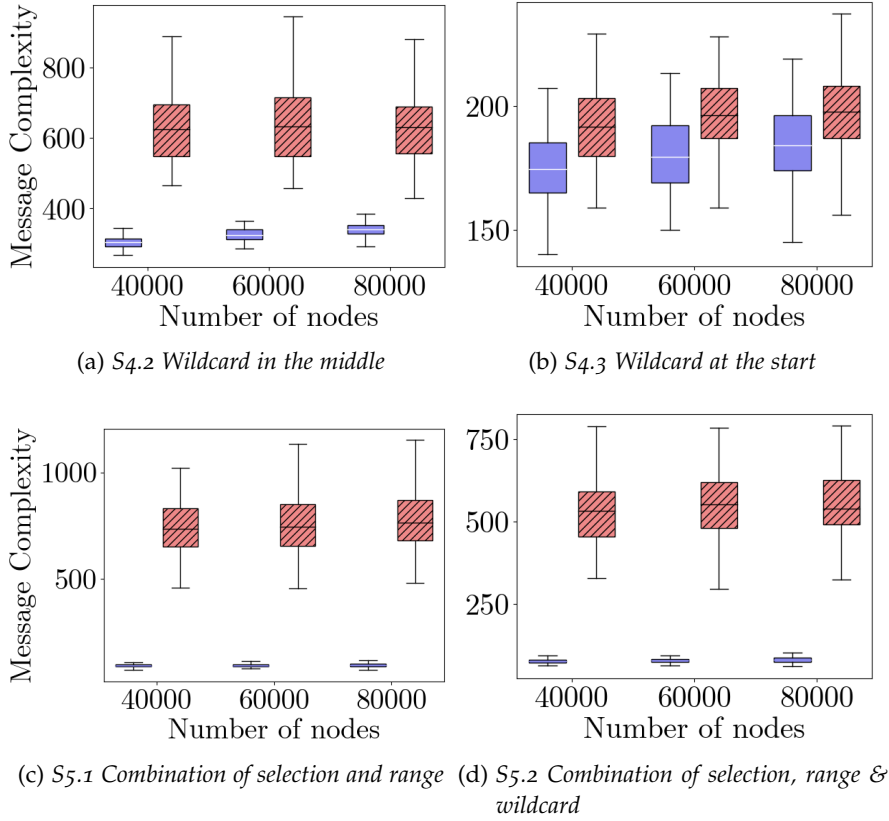 Message Complexity
800
600
400
40000 60000 80000
Number of nodes
(a) S4.2 Wildcard in the middle
200
150
40000 60000 80000
Number of nodes
(b) S4.3 Wildcard at the start
Message Complexity
1000
500
40000 60000 80000
Number of nodes
(c) S5.1 Combination of selection and range
750
500
250
40000 60000 80000
Number of nodes
(d) S5.2 Combination of selection, range &
wildcard